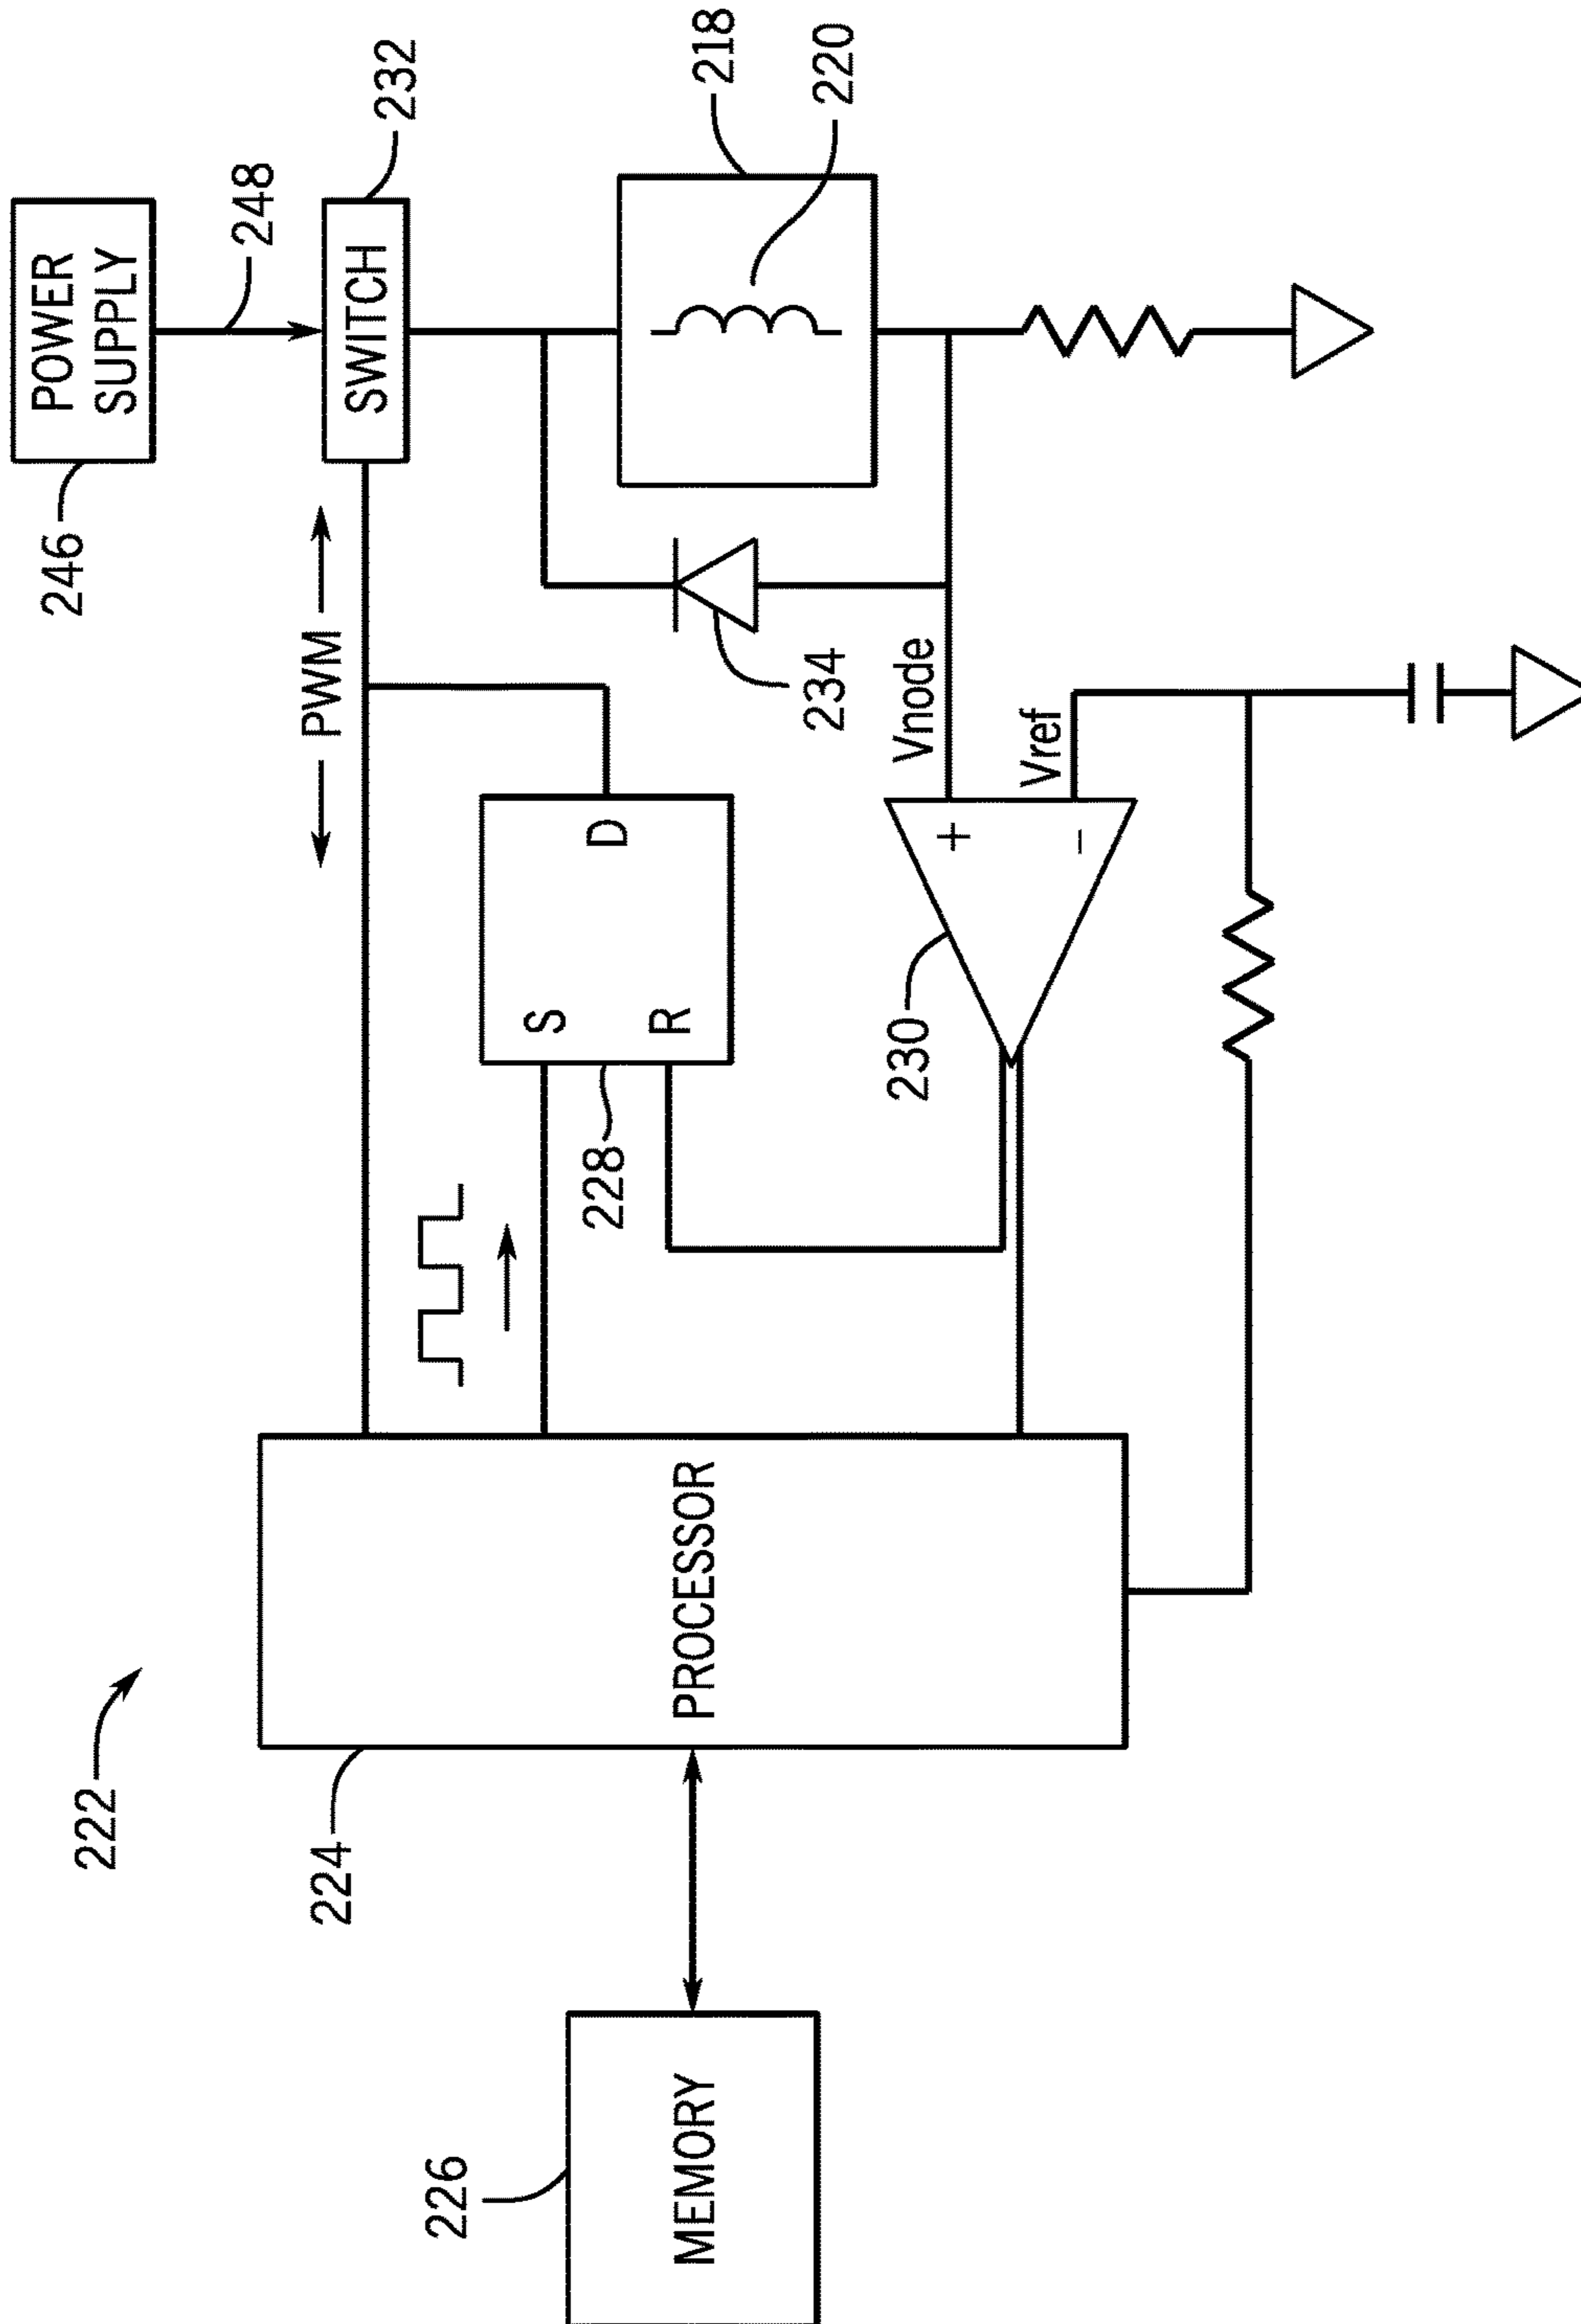 222
246
POWER
SUPPLY
248
232
SWITCH
← PWM →
224
PROCESSOR
226
MEMORY
S
R
D
228
218
220
234
Vnode
Vref
+
−
230